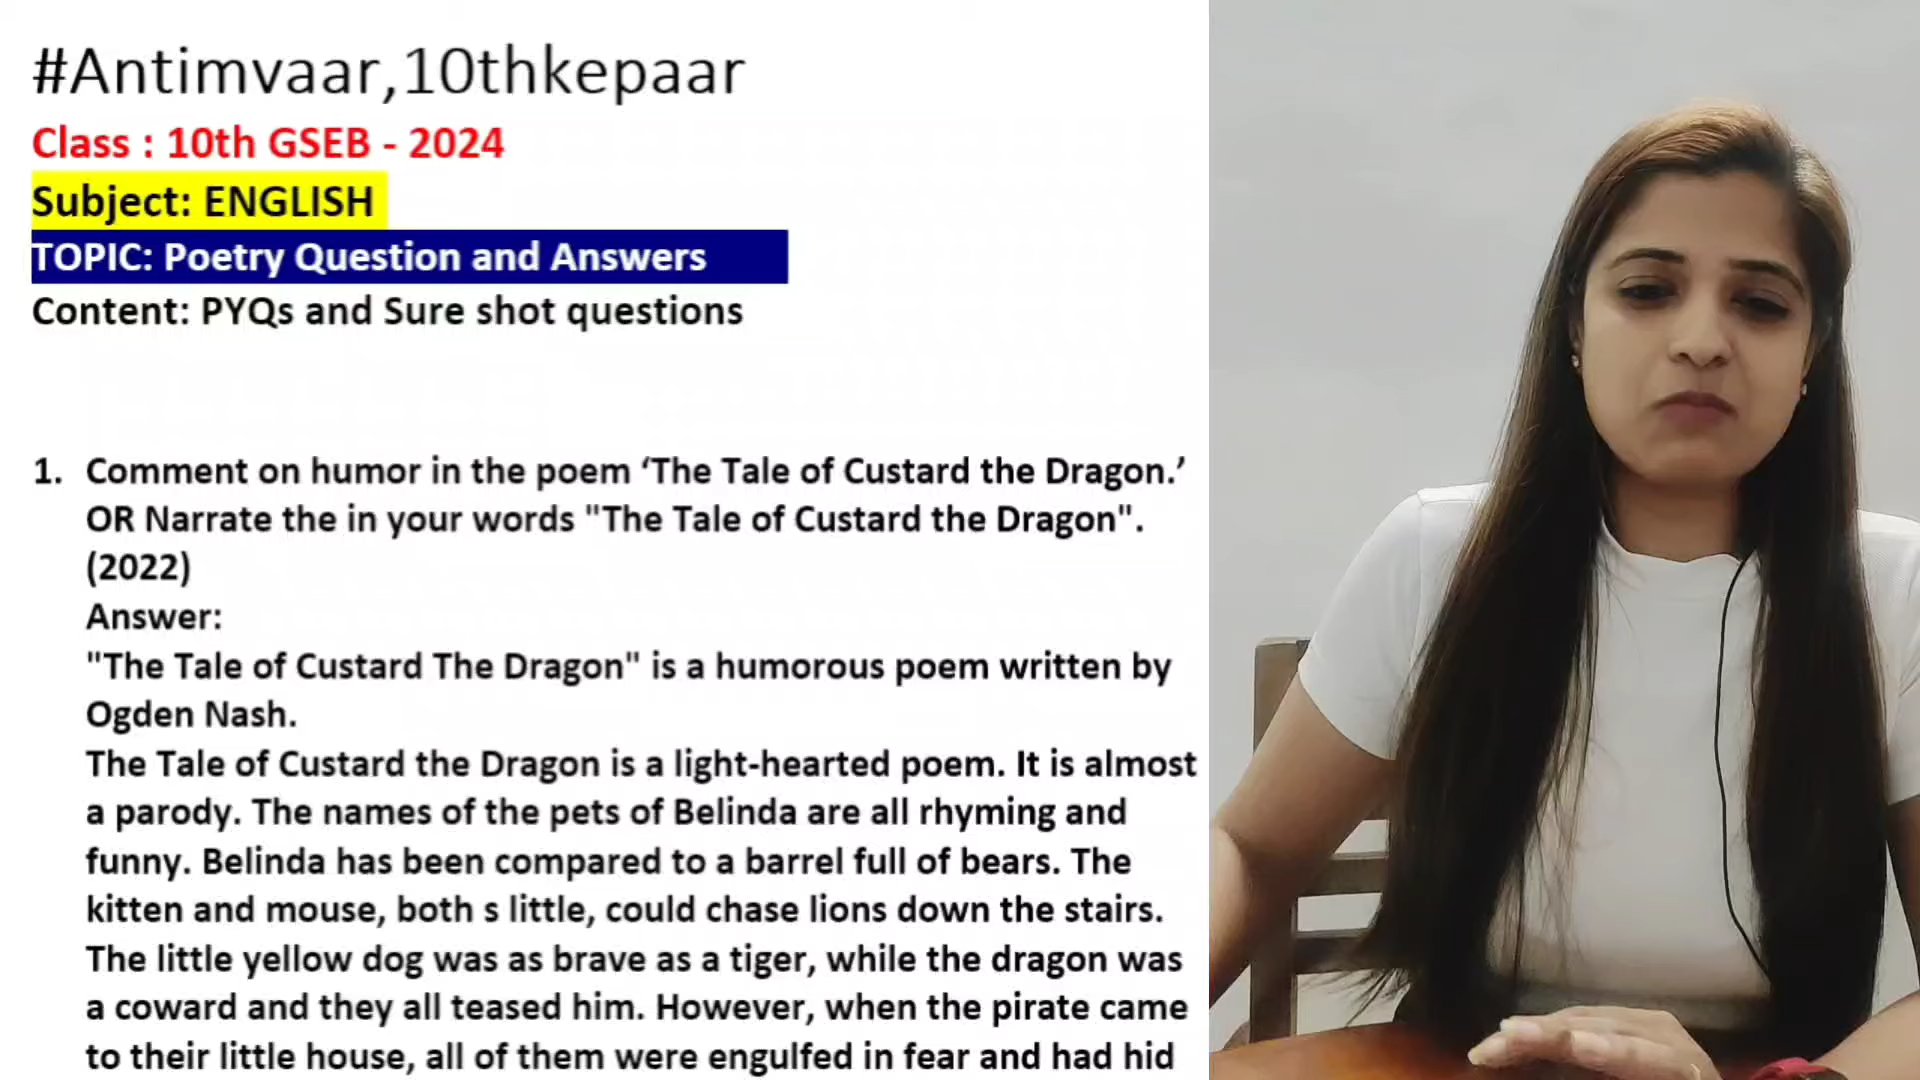 #Antimvaar,10thkepaar
Class : 10th GSEB - 2024
Subject: ENGLISH
TOPIC: Poetry Question and Answers
Content: PYQs and Sure shot questions
1. Comment on humor in the poem ‘The Tale of Custard the Dragon.’
OR Narrate the in your words "The Tale of Custard the Dragon".
(2022)
Answer:
"The Tale of Custard The Dragon" is a humorous poem written by
Ogden Nash.
The Tale of Custard the Dragon is a light-hearted poem. It is almost
a parody. The names of the pets of Belinda are all rhyming and
funny. Belinda has been compared to a barrel full of bears. The
kitten and mouse, both s little, could chase lions down the stairs.
The little yellow dog was as brave as a tiger, while the dragon was
a coward and they all teased him. However, when the pirate came
to their little house, all of them were engulfed in fear and had hid